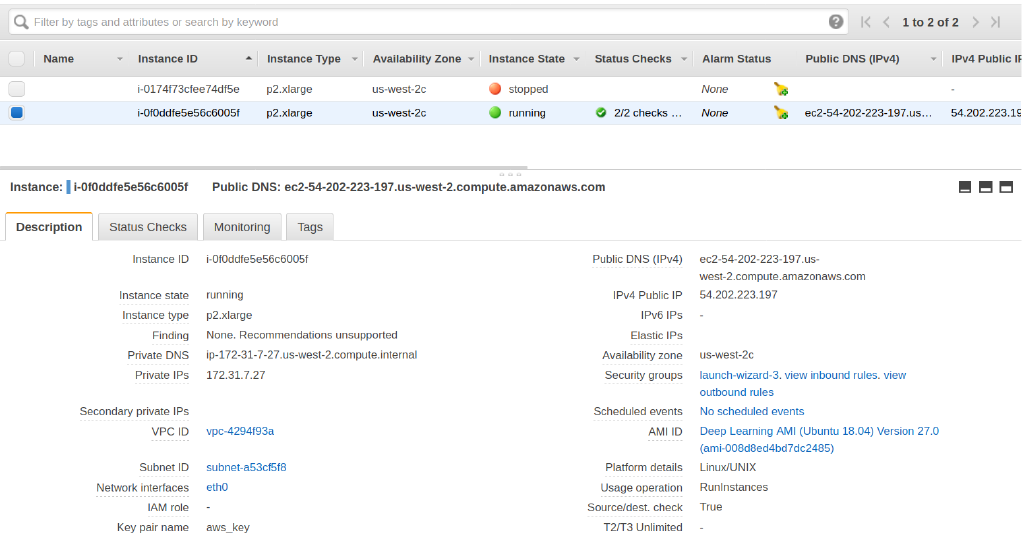 Filter by tags and attributes or search by keyword
1 to 2 of 2
Name Instance ID Instance Type Availability Zone Instance State Status Checks Alarm Status Public DNS (IPv4) IPv4 Public IP
i-0174f73cfee74df5e p2.xlarge us-west-2c stopped None -
i-0f0ddfe5e56c6005f p2.xlarge us-west-2c running 2/2 checks … None ec2-54-202-223-197.us… 54.202.223.19
Instance: i-0f0ddfe5e56c6005f Public DNS: ec2-54-202-223-197.us-west-2.compute.amazonaws.com
Description Status Checks Monitoring Tags
Instance ID i-0f0ddfe5e56c6005f
Instance state running
Instance type p2.xlarge
Finding None. Recommendations unsupported
Private DNS ip-172-31-7-27.us-west-2.compute.internal
Private IPs 172.31.7.27
Secondary private IPs
VPC ID vpc-4294f93a
Subnet ID subnet-a53cf5f8
Network interfaces eth0
IAM role -
Key pair name aws_key
Public DNS (IPv4) ec2-54-202-223-197.us-
west-2.compute.amazonaws.com
IPv4 Public IP 54.202.223.197
IPv6 IPs -
Elastic IPs
Availability zone us-west-2c
Security groups launch-wizard-3. view inbound rules. view
outbound rules
Scheduled events No scheduled events
AMI ID Deep Learning AMI (Ubuntu 18.04) Version 27.0
(ami-008d8ed4bd7dc2485)
Platform details Linux/UNIX
Usage operation RunInstances
Source/dest. check True
T2/T3 Unlimited -